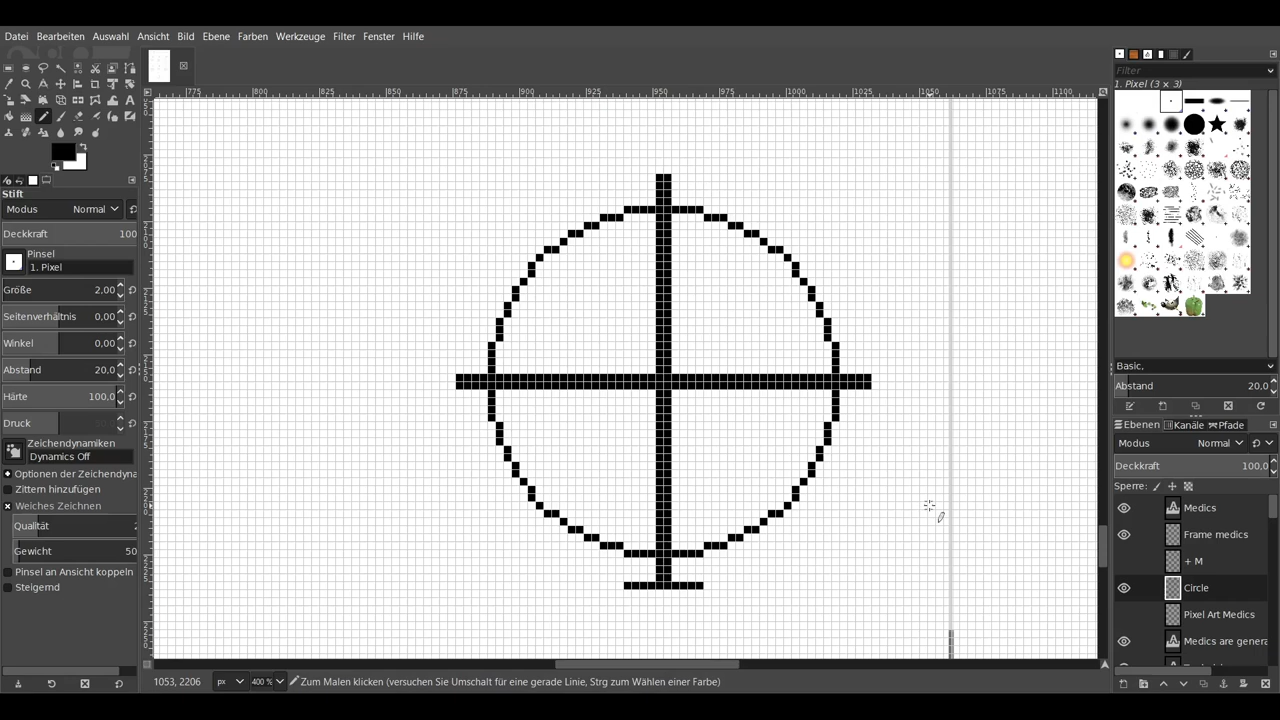 Datei Bearbeiten Auswahl Ansicht Bild Ebene Farben Werkzeuge Filter Fenster Hilfe
Filter
1. Pixel (3 × 3)
775 800 825 850 875 900 925 950 975 1000 1025 1050 1075 1100
Stift
Modus Normal
Deckkraft 100
Pinsel
1. Pixel
Größe 2,00
Seitenverhältnis 0,00
Winkel 0,00
Abstand 20,0
Härte 100,0
Druck
Zeichendynamiken
Dynamics Off
Optionen der Zeichendyna
Zittern hinzufügen
Weiches Zeichnen
Qualität 2
Gewicht 50
Pinsel an Ansicht koppeln
Steigernd
Basic.
Abstand 20,0
Ebenen Kanäle Pfade
Modus Normal
Deckkraft 100,0
Sperre:
Medics
Frame medics
+ M
Circle
Pixel Art Medics
Medics are genera
1053, 2206 px 400 % Zum Malen klicken (versuchen Sie Umschalt für eine gerade Linie, Strg zum Wählen einer Farbe)